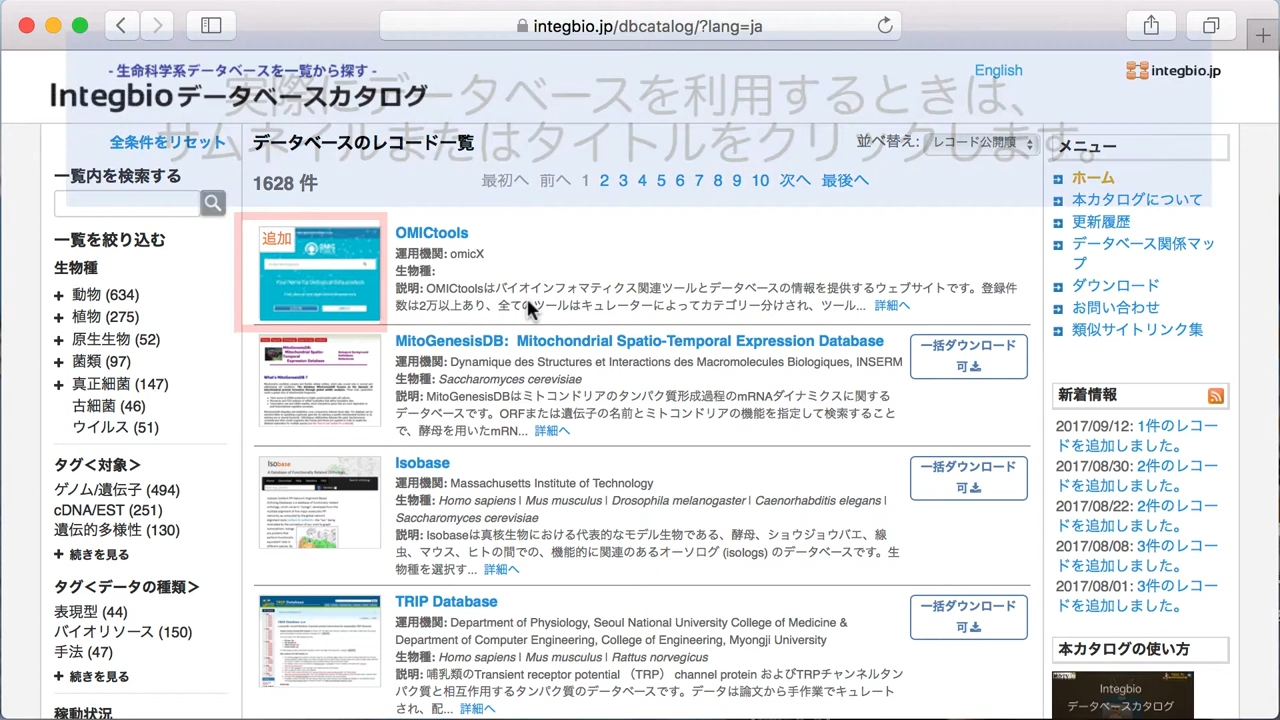 integbio.jp/dbcatalog/?lang=ja
実際にデータベースを利用するときは、
サムネイルまたはタイトルをクリックします。
- 生命科学系データベースを一覧から探す -
Integbioデータベースカタログ
English
integbio.jp
全条件をリセット
一覧内を検索する
一覧を絞り込む
生物種
動物 (634)
植物 (275)
原生生物 (52)
菌類 (97)
真正細菌 (147)
古細菌 (46)
ウイルス (51)
タグ<対象>
ゲノム/遺伝子 (494)
cDNA/EST (251)
遺伝的多様性 (130)
続きを見る
タグ<データの種類>
表現型 (44)
バイオリソース (150)
手法 (47)
続きを見る
稼動状況
データベースのレコード一覧
並べ替え: レコード公開順
1628 件
最初へ 前へ 1 2 3 4 5 6 7 8 9 10 次へ 最後へ
追加
OMICtools
運用機関: omicX
生物種:
説明: OMICtoolsはバイオインフォマティクス関連ツールとデータベースの情報を提供するウェブサイトです。登録件
数は2万以上あり、全てのツールはキュレーターによってカテゴリー分けされ、ツール... 詳細へ
MitoGenesisDB: Mitochondrial Spatio-Temporal Expression Database
運用機関: Dynamique des Structures et Interactions des Macromolécules Biologiques, INSERM
生物種: Saccharomyces cerevisiae
説明: MitoGenesisDBはミトコンドリアのタンパク質形成過程のmRNAダイナミクスに関する
データベースです。ORFまたは遺伝子の名前とミトコンドリアの機能を指定して検索すること
で、酵母を用いたmRN... 詳細へ
一括ダウンロード
可
Isobase
運用機関: Massachusetts Insitute of Technology
生物種: Homo sapiens | Mus musculus | Drosophila melanogaster | Caenorhabditis elegans |
Saccharomyces cerevisiae
説明: Isobaseは真核生物における代表的なモデル生物である、酵母、ショウジョウバエ、線
虫、マウス、ヒトの間での、機能的に関連のあるオーソログ (isologs) のデータベースです。生
物種を選択す... 詳細へ
一括ダウンロード
可
TRIP Database
運用機関: Department of Physiology, Seoul National University College of Medicine &
Department of Computer Engineering, College of Engineering Myongji University
生物種: Homo sapiens | Mus musculus | Rattus norvegicus
説明: 哺乳類のTransient receptor potential （TRP）channel protein およびTRPチャンネルタン
パク質と相互作用するタンパク質のデータベースです。データは論文から手作業でキュレート
され、配... 詳細へ
一括ダウンロード
可
メニュー
ホーム
本カタログについて
更新履歴
データベース関係マッ
プ
ダウンロード
お問い合わせ
類似サイトリンク集
新着情報
2017/09/12: 1件のレコー
ドを追加しました。
2017/08/30: 2件のレコー
ドを追加しました。
2017/08/22: 2件のレコー
ドを追加しました。
2017/08/08: 3件のレコー
ドを追加しました。
2017/08/01: 3件のレコー
ドを追加しました。
本カタログの使い方
Integbio
データベースカタログ